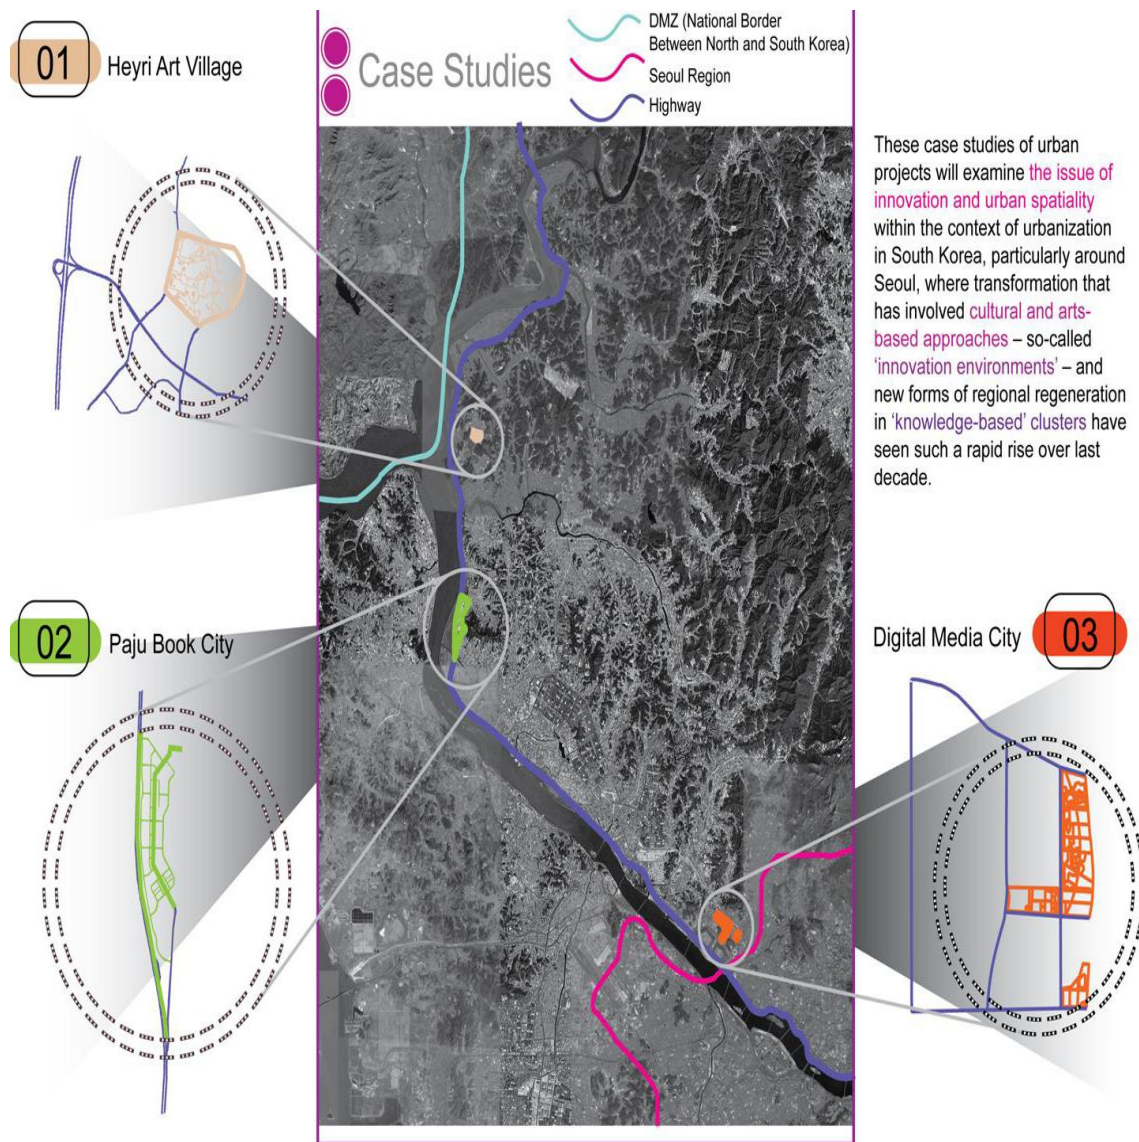 01
Heyri Art Village
Case Studies
DMZ (National Border
Between North and South Korea)
Seoul Region
Highway
These case studies of urban
projects will examine the issue of
innovation and urban spatiality
within the context of urbanization
in South Korea, particularly around
Seoul, where transformation that
has involved cultural and arts-
based approaches – so-called
‘innovation environments’ – and
new forms of regional regeneration
in ‘knowledge-based’ clusters have
seen such a rapid rise over last
decade.
02
Paju Book City
Digital Media City
03